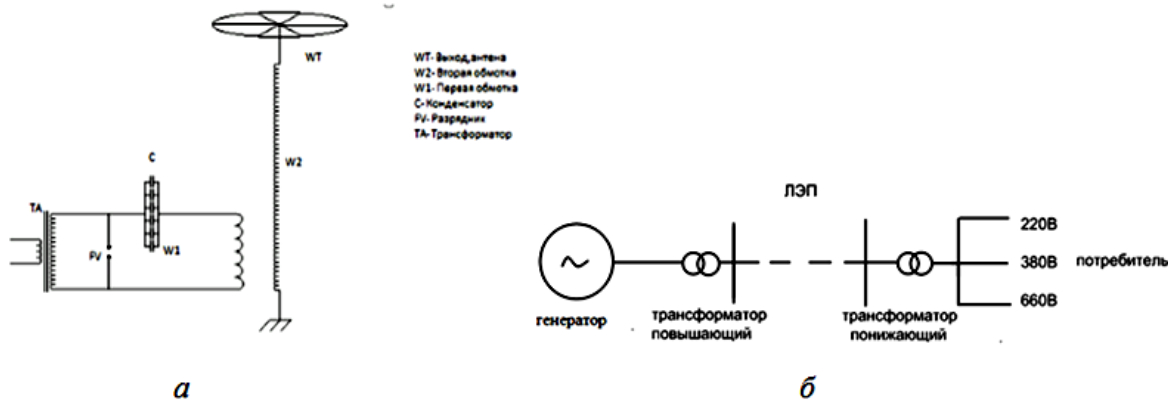 WT
WT- Выход,антена
W2- Вторая обмотка
W1- Первая обмотка
C- Конденсатор
FV- Разрядник
TA- Трансформатор
C
W2
TA
FV
W1
а
ЛЭП
220В
380В
потребитель
660В
генератор
трансформатор
повышающий
трансформатор
понижающий
б